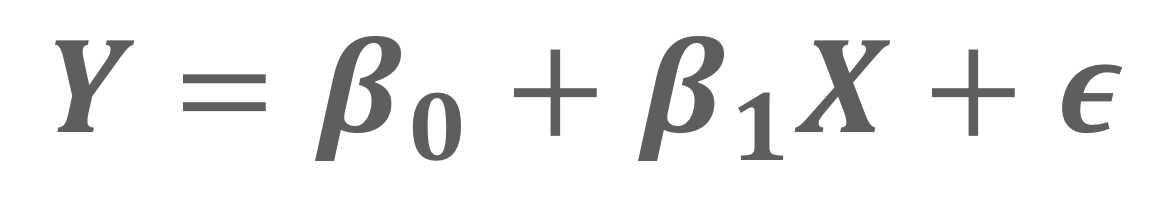 Y = β₀ + β₁X + ϵ